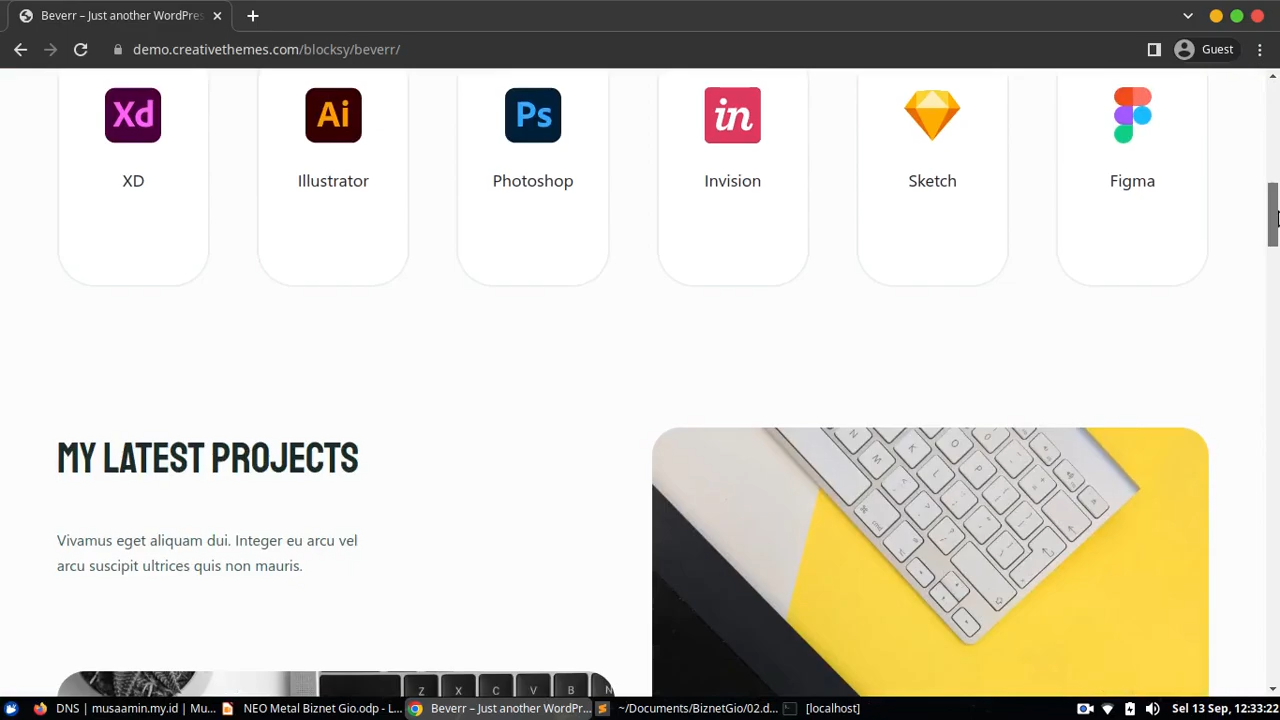 Beverr – Just another WordPres
demo.creativethemes.com/blocksy/beverr/
Guest
Xd
Ai
Ps
in
XD
Illustrator
Photoshop
Invision
Sketch
Figma
MY LATEST PROJECTS
Vivamus eget aliquam dui. Integer eu arcu vel
arcu suscipit ultrices quis non mauris.
Z X C V B N
DNS | musaamin.my.id | Mu...
NEO Metal Biznet Gio.odp - L...
Beverr – Just another WordPr...
~/Documents/BiznetGio/02.d...
[localhost]
Sel 13 Sep, 12:33:22